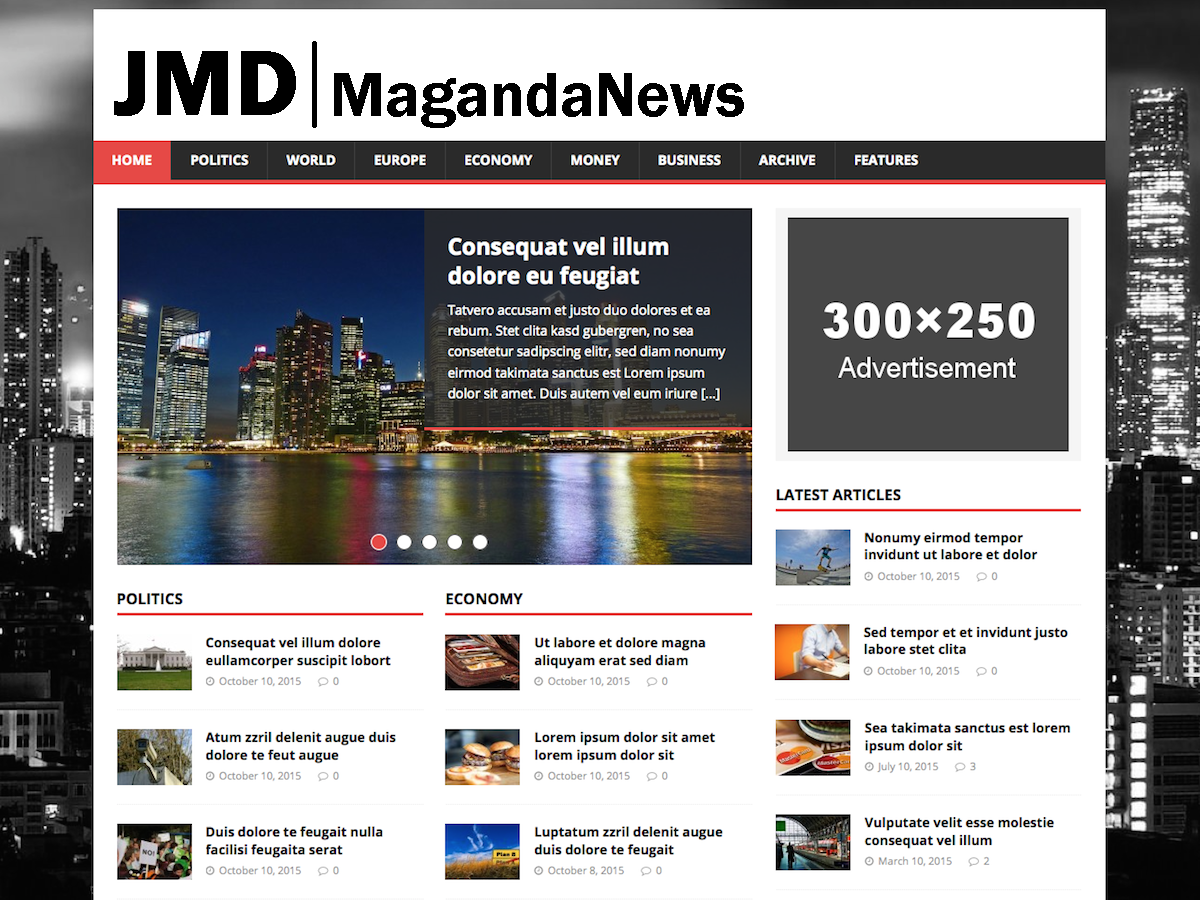 JMD | MagandaNews
HOME POLITICS WORLD EUROPE ECONOMY MONEY BUSINESS ARCHIVE FEATURES
Consequat vel illum
dolore eu feugiat
Tatvero accusam et justo duo dolores et ea
rebum. Stet clita kasd gubergren, no sea
consetetur sadipscing elitr, sed diam nonumy
eirmod takimata sanctus est Lorem ipsum
dolor sit amet. Duis autem vel eum iriure [...]
300×250
Advertisement
POLITICS
Consequat vel illum dolore
eullamcorper suscipit lobort
October 10, 2015 0
Atum zzril delenit augue duis
dolore te feut augue
October 10, 2015 0
NO!
Duis dolore te feugait nulla
facilisi feugaita serat
October 10, 2015 0
ECONOMY
Ut labore et dolore magna
aliquyam erat sed diam
October 10, 2015 0
Lorem ipsum dolor sit amet
lorem ipsum dolor sit
October 10, 2015 0
Plan B
Luptatum zzril delenit augue
duis dolore te feugait
October 8, 2015 0
LATEST ARTICLES
Nonumy eirmod tempor
invidunt ut labore et dolor
October 10, 2015 0
Sed tempor et et invidunt justo
labore stet clita
October 10, 2015 0
MasterCard
Sea takimata sanctus est lorem
ipsum dolor sit
July 10, 2015 3
Vulputate velit esse molestie
consequat vel illum
March 10, 2015 2